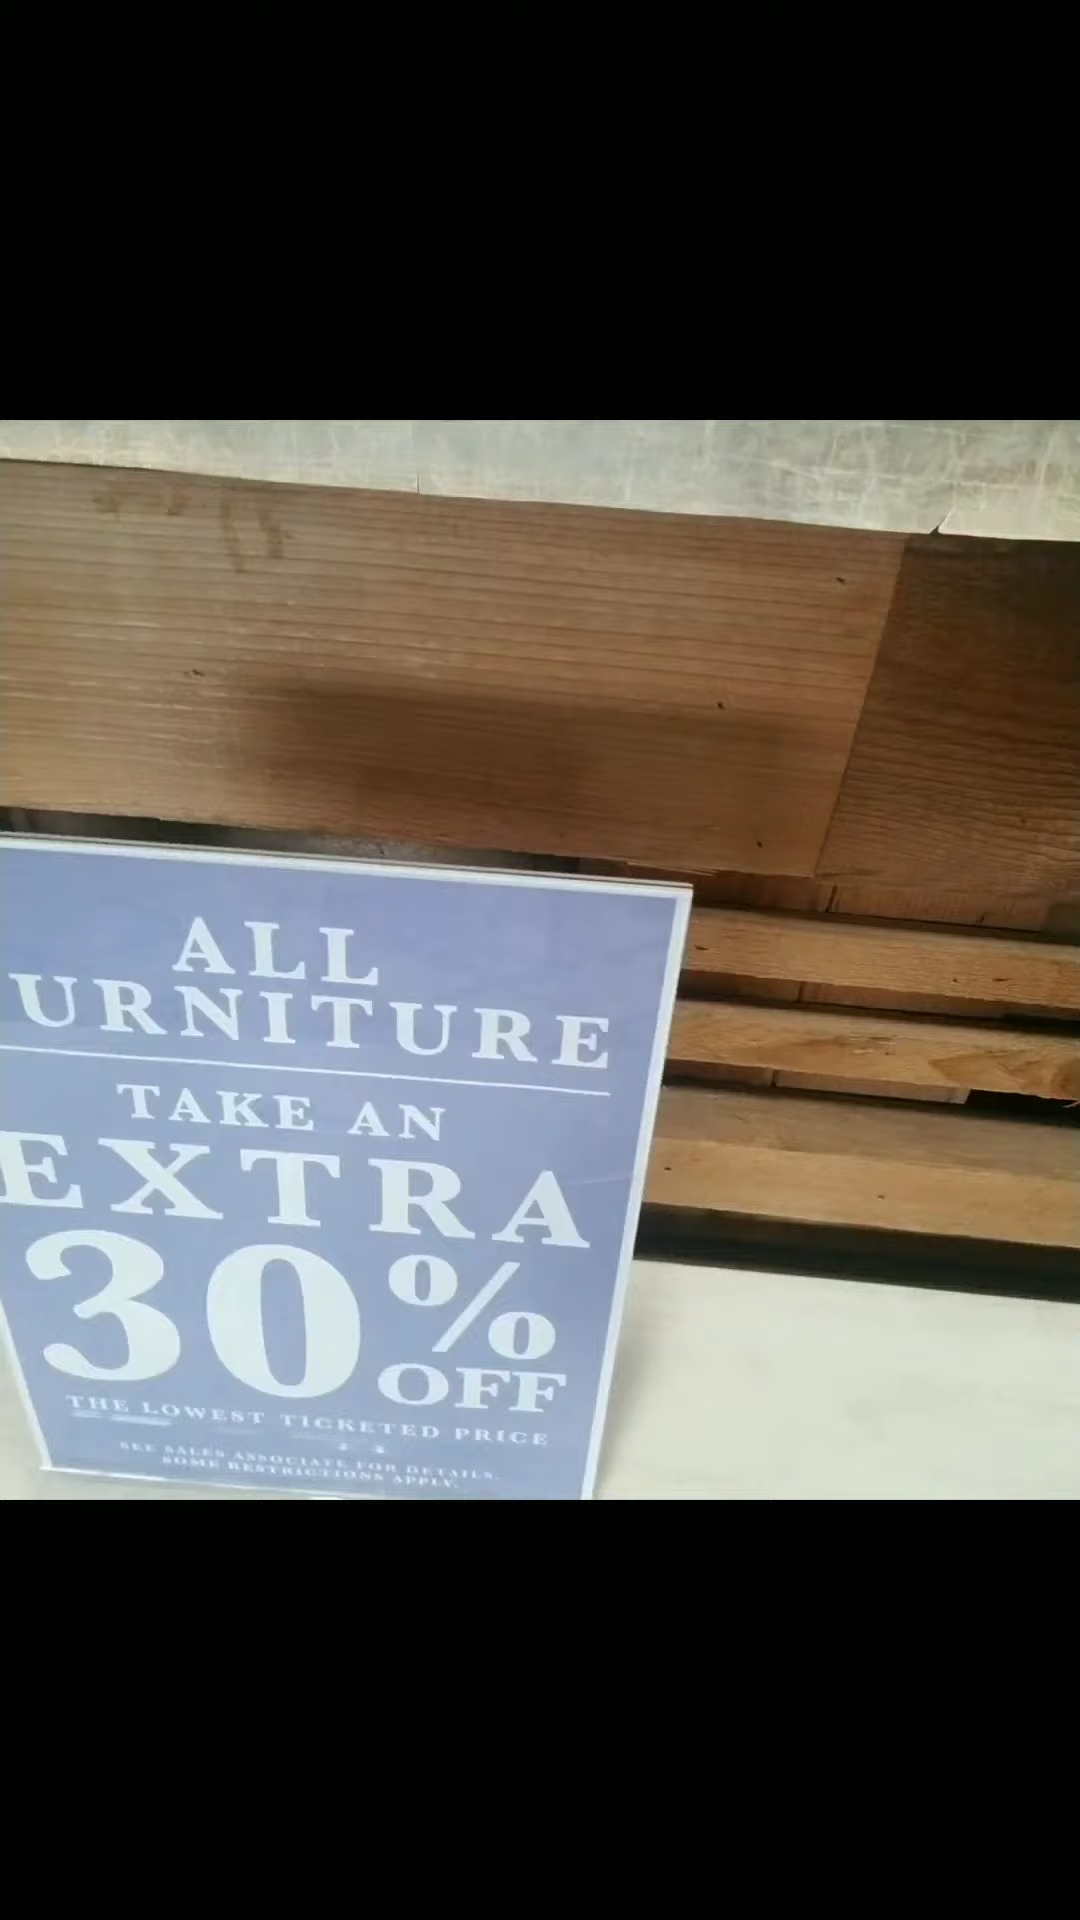 ALL
URNITURE
TAKE AN
EXTRA
30%
OFF
THE LOWEST TICKETED PRICE
SEE SALES ASSOCIATE FOR DETAILS.
SOME RESTRICTIONS APPLY.